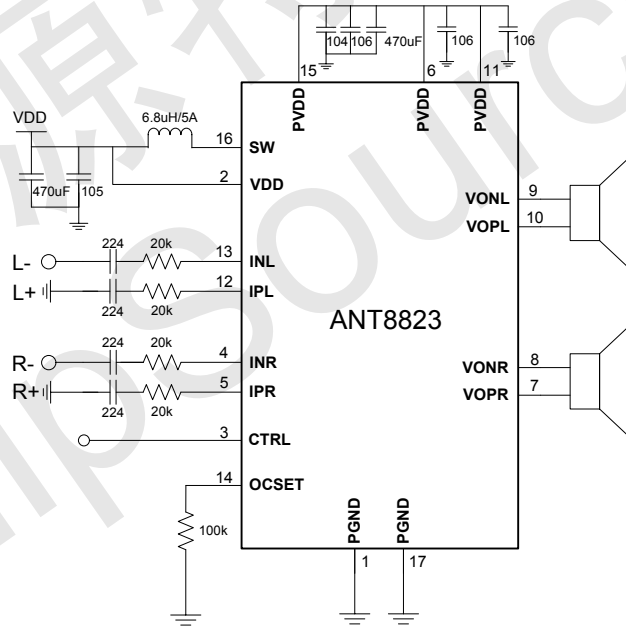 104 106 470uF 106 106
15 6 11
PVDD PVDD PVDD
VDD
6.8uH/5A
16 SW
470uF 105
2 VDD
VONL 9
VOPL 10
224 20k
L- 13 INL
L+ 12 IPL
224 20k
ANT8823
224 20k
R- 4 INR
R+ 5 IPR
224 20k
VONR 8
VOPR 7
3 CTRL
14 OCSET
100k
PGND PGND
1 17